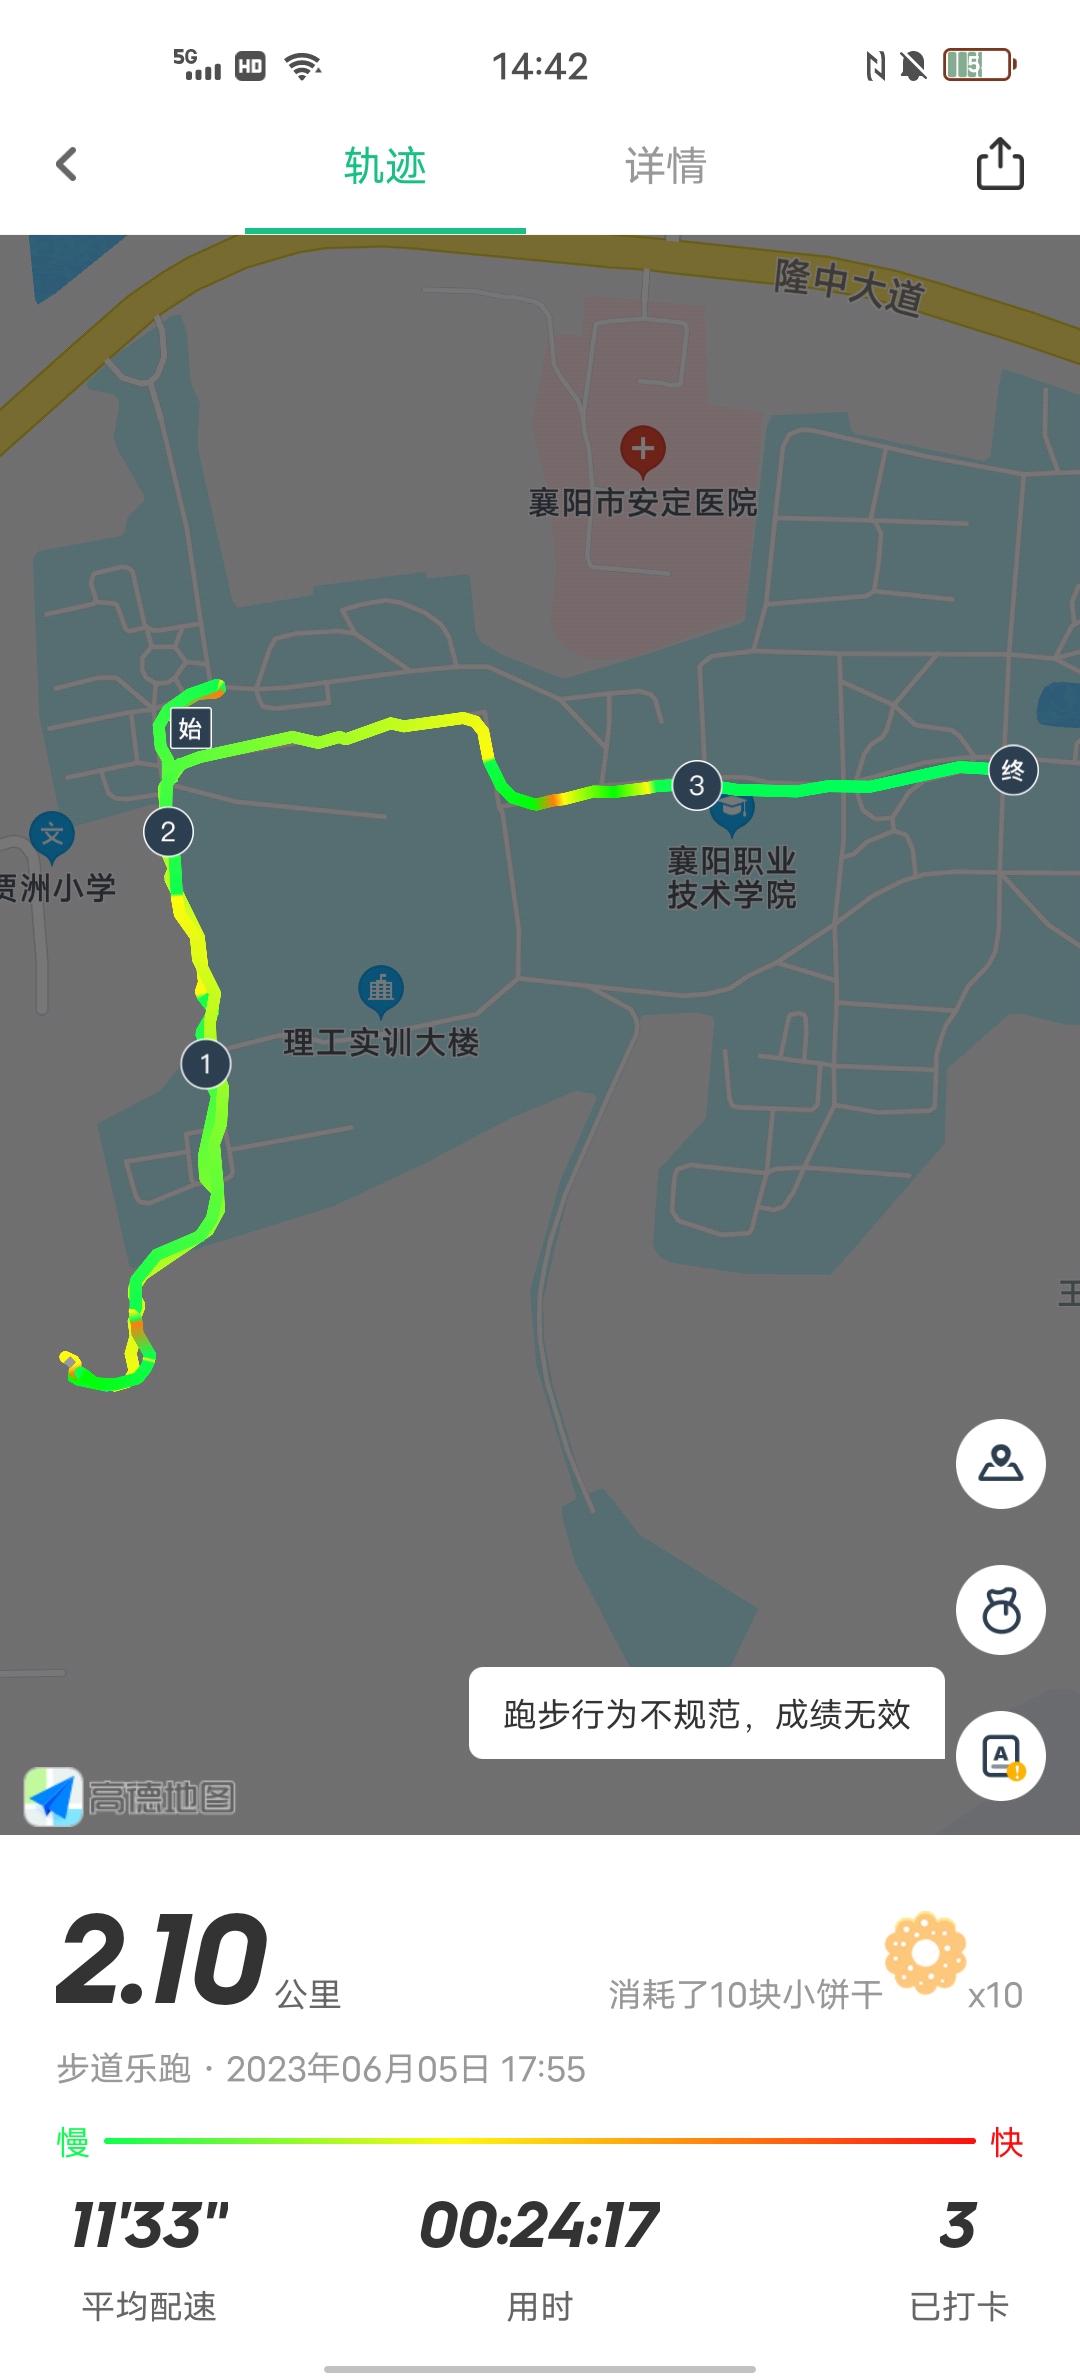 5G HD 14:42 5
轨迹 详情
隆中大道
襄阳市安定医院
始
终
3
2
文
贾洲小学
襄阳职业
技术学院
理工实训大楼
1
王
跑步行为不规范，成绩无效
A
高德地图
2.10 公里 消耗了10块小饼干 x10
步道乐跑 · 2023年06月05日 17:55
慢 快
11'33" 00:24:17 3
平均配速 用时 已打卡